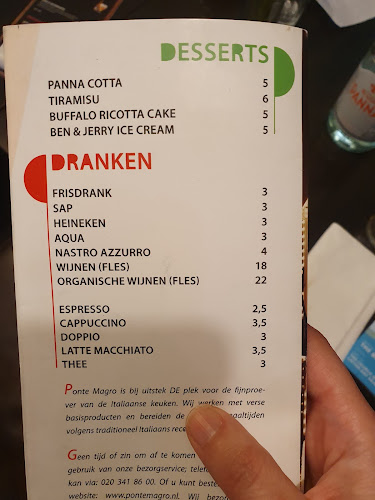 DESSERTS
PANNA COTTA 5
TIRAMISU 6
BUFFALO RICOTTA CAKE 5
BEN & JERRY ICE CREAM 5
DRANKEN
FRISDRANK 3
SAP 3
HEINEKEN 3
AQUA 3
NASTRO AZZURRO 4
WIJNEN (FLES) 18
ORGANISCHE WIJNEN (FLES) 22
ESPRESSO 2,5
CAPPUCCINO 3,5
DOPPIO 3
LATTE MACCHIATO 3,5
THEE 3
Ponte Magro is bij uitstek DE plek voor de fijnproe-
ver van de Italiaanse keuken. Wij werken met verse
basisproducten en bereiden de
volgens traditioneel Italiaans
Geen tijd of zin om af te komen
gebruik van onze bezorgservice;
kan via: 020 341 86 00. Of u kunt
website: www.pontemagro.nl. Wij